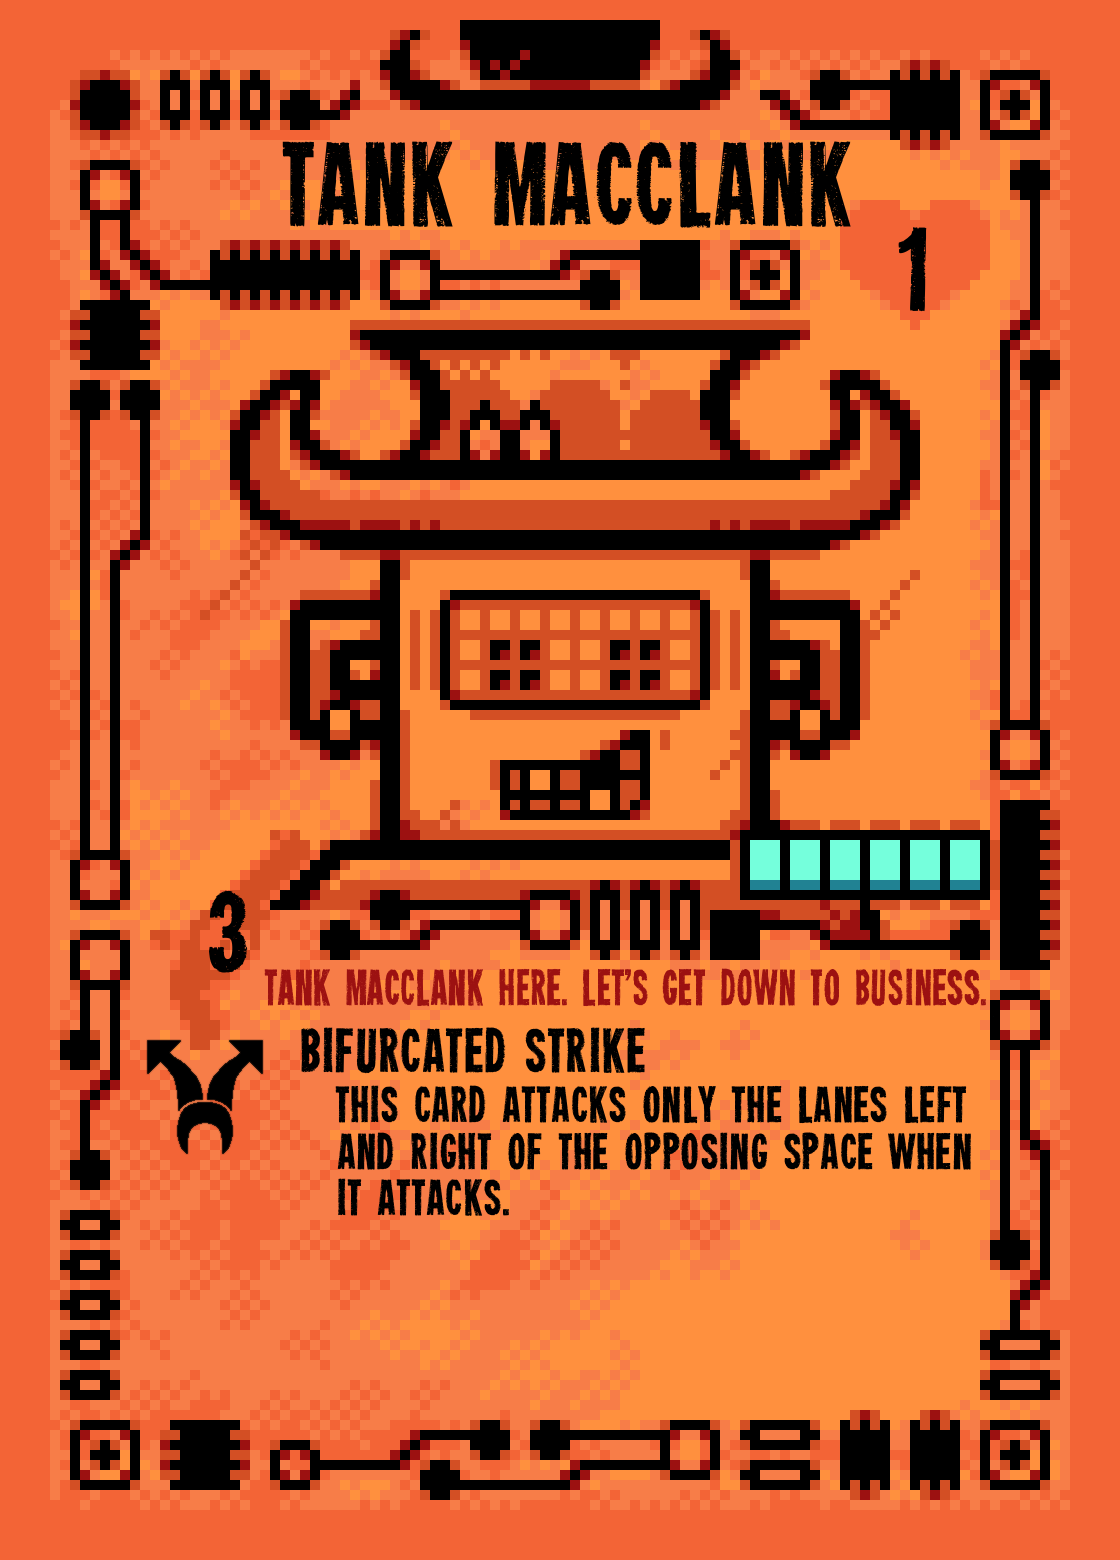 TANK MACCLANK
1
3
TANK MACCLANK HERE. LET'S GET DOWN TO BUSINESS.
BIFURCATED STRIKE
THIS CARD ATTACKS ONLY THE LANES LEFT
AND RIGHT OF THE OPPOSING SPACE WHEN
IT ATTACKS.